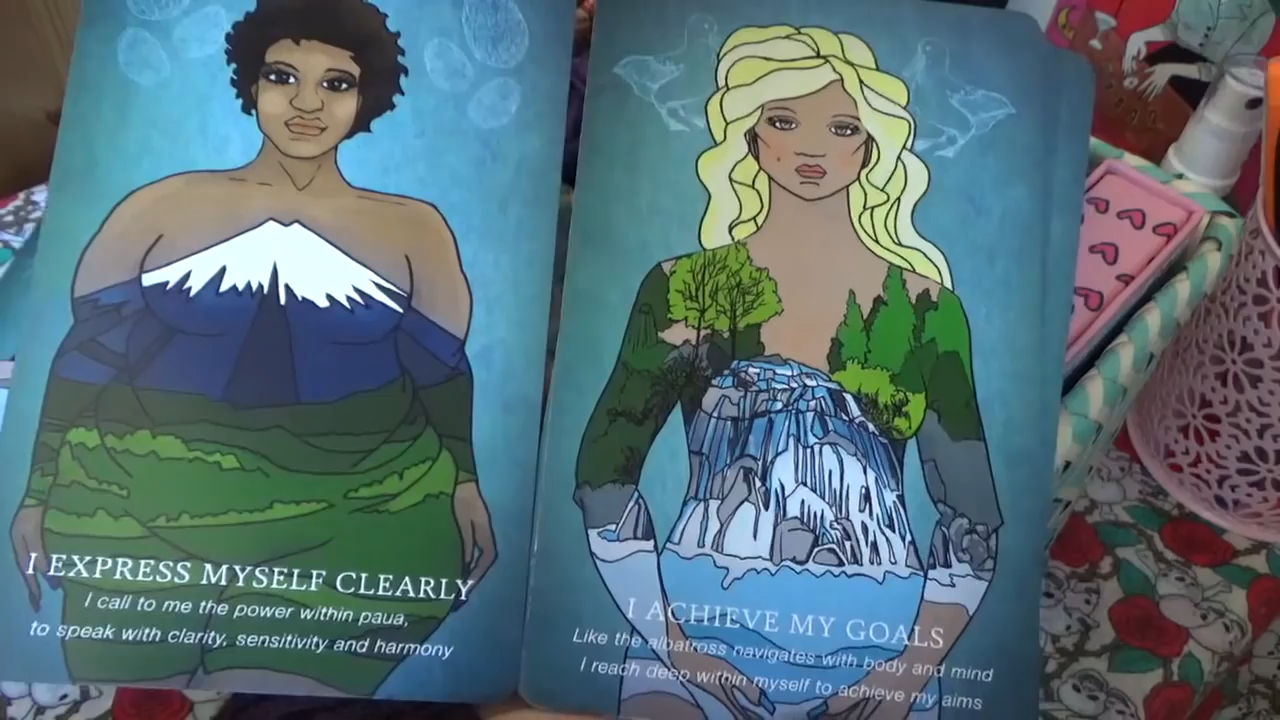 I EXPRESS MYSELF CLEARLY
I call to me the power within paua,
to speak with clarity, sensitivity and harmony
I ACHIEVE MY GOALS
Like the albatross navigates with body and mind
I reach deep within myself to achieve my aims